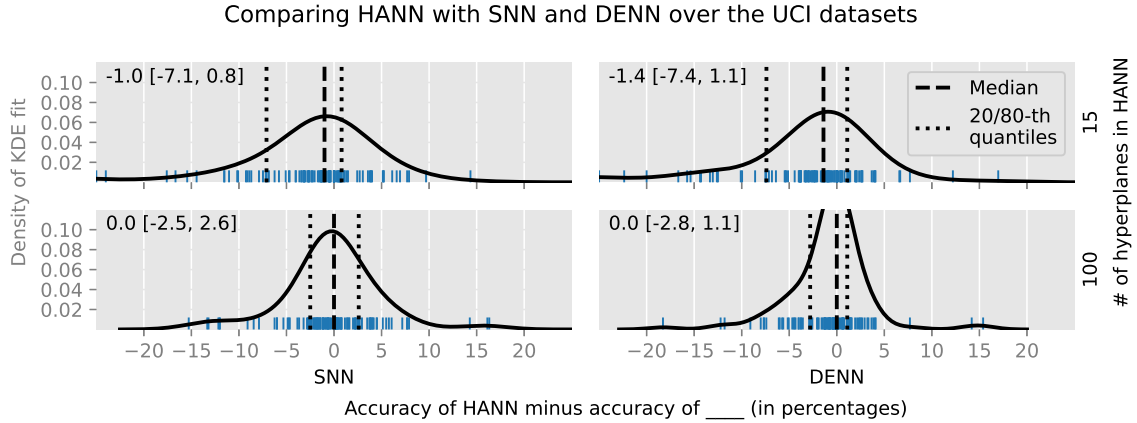 Comparing HANN with SNN and DENN over the UCI datasets
Density of KDE fit
0.10
0.08
0.06
0.04
0.02
-1.0 [-7.1, 0.8]
-1.4 [-7.4, 1.1]
Median
20/80-th
quantiles
15
0.10
0.08
0.06
0.04
0.02
0.0 [-2.5, 2.6]
0.0 [-2.8, 1.1]
100
# of hyperplanes in HANN
−20 −15 −10 −5 0 5 10 15 20
−20 −15 −10 −5 0 5 10 15 20
SNN
DENN
Accuracy of HANN minus accuracy of ____ (in percentages)